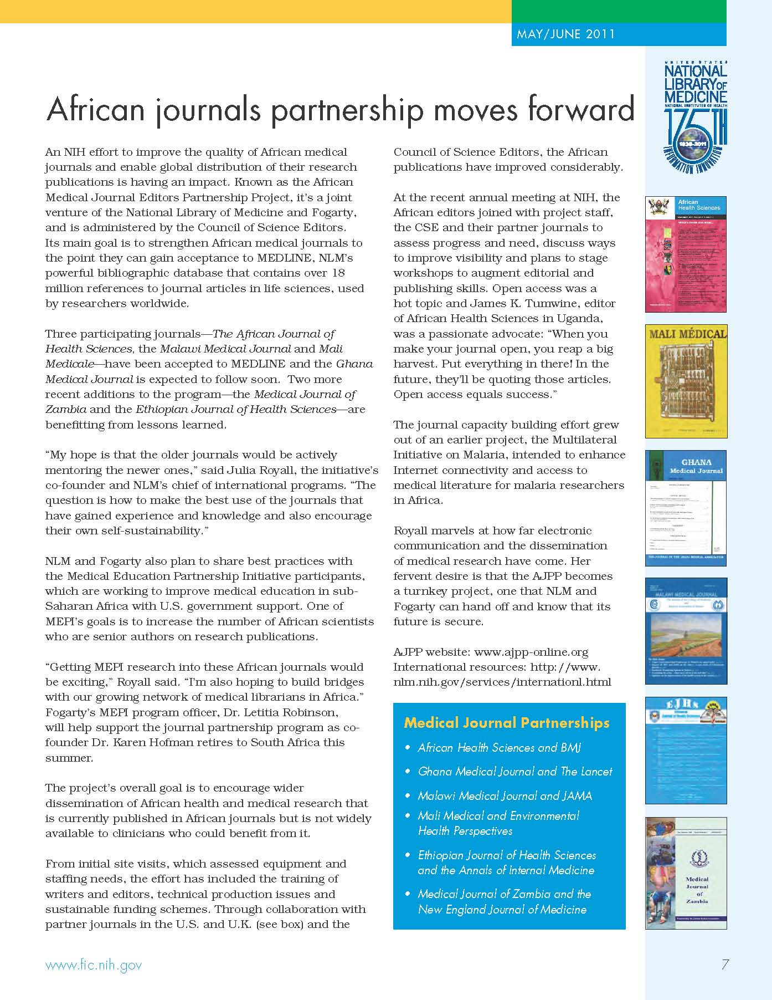 MAY/JUNE 2011
UNITED STATES
NATIONAL
LIBRARY OF
MEDICINE
NATIONAL INSTITUTES OF HEALTH
175TH
1836-2011
INFORMATION INNOVATION
African journals partnership moves forward
An NIH effort to improve the quality of African medical
journals and enable global distribution of their research
publications is having an impact. Known as the African
Medical Journal Editors Partnership Project, it’s a joint
venture of the National Library of Medicine and Fogarty,
and is administered by the Council of Science Editors.
Its main goal is to strengthen African medical journals to
the point they can gain acceptance to MEDLINE, NLM’s
powerful bibliographic database that contains over 18
million references to journal articles in life sciences, used
by researchers worldwide.
Three participating journals—The African Journal of
Health Sciences, the Malawi Medical Journal and Mali
Medicale—have been accepted to MEDLINE and the Ghana
Medical Journal is expected to follow soon.  Two more
recent additions to the program—the Medical Journal of
Zambia and the Ethiopian Journal of Health Sciences—are
benefitting from lessons learned.
“My hope is that the older journals would be actively
mentoring the newer ones,” said Julia Royall, the initiative’s
co-founder and NLM’s chief of international programs. “The
question is how to make the best use of the journals that
have gained experience and knowledge and also encourage
their own self-sustainability.”
NLM and Fogarty also plan to share best practices with
the Medical Education Partnership Initiative participants,
which are working to improve medical education in sub-
Saharan Africa with U.S. government support. One of
MEPI’s goals is to increase the number of African scientists
who are senior authors on research publications.
“Getting MEPI research into these African journals would
be exciting,” Royall said. “I’m also hoping to build bridges
with our growing network of medical librarians in Africa.”
Fogarty’s MEPI program officer, Dr. Letitia Robinson,
will help support the journal partnership program as co-
founder Dr. Karen Hofman retires to South Africa this
summer.
The project’s overall goal is to encourage wider
dissemination of African health and medical research that
is currently published in African journals but is not widely
available to clinicians who could benefit from it.
From initial site visits, which assessed equipment and
staffing needs, the effort has included the training of
writers and editors, technical production issues and
sustainable funding schemes. Through collaboration with
partner journals in the U.S. and U.K. (see box) and the
Council of Science Editors, the African
publications have improved considerably.
At the recent annual meeting at NIH, the
African editors joined with project staff,
the CSE and their partner journals to
assess progress and need, discuss ways
to improve visibility and plans to stage
workshops to augment editorial and
publishing skills. Open access was a
hot topic and James K. Tumwine, editor
of African Health Sciences in Uganda,
was a passionate advocate: “When you
make your journal open, you reap a big
harvest. Put everything in there! In the
future, they’ll be quoting those articles.
Open access equals success.”
The journal capacity building effort grew
out of an earlier project, the Multilateral
Initiative on Malaria, intended to enhance
Internet connectivity and access to
medical literature for malaria researchers
in Africa.
Royall marvels at how far electronic
communication and the dissemination
of medical research have come. Her
fervent desire is that the AJPP becomes
a turnkey project, one that NLM and
Fogarty can hand off and know that its
future is secure.
AJPP website: www.ajpp-online.org
International resources: http://www.
nlm.nih.gov/services/internationl.html
Medical Journal Partnerships
• African Health Sciences and BMJ
• Ghana Medical Journal and The Lancet
• Malawi Medical Journal and JAMA
• Mali Medical and Environmental
Health Perspectives
• Ethiopian Journal of Health Sciences
and the Annals of Internal Medicine
• Medical Journal of Zambia and the
New England Journal of Medicine
African
Health Sciences
MALI MÉDICAL
GHANA
Medical Journal
THE JOURNAL OF THE GHANA MEDICAL ASSOCIATION
MALAWI MEDICAL JOURNAL
EJHS
Journal of Health Sciences
Medical
Journal
of
Zambia
www.fic.nih.gov
7